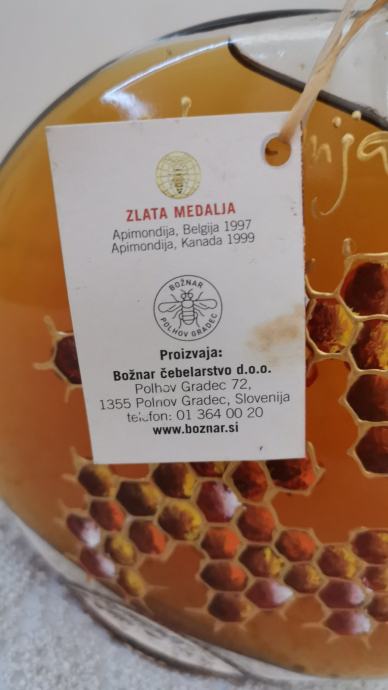 ZLATA MEDALJA
Apimondija, Belgija 1997
Apimondija, Kanada 1999
BOŽNAR
POLHOV GRADEC
Proizvaja:
Božnar čebelarstvo d.o.o.
Polhov Gradec 72,
1355 Polhov Gradec, Slovenija
telefon: 01 364 00 20
www.boznar.si
nja